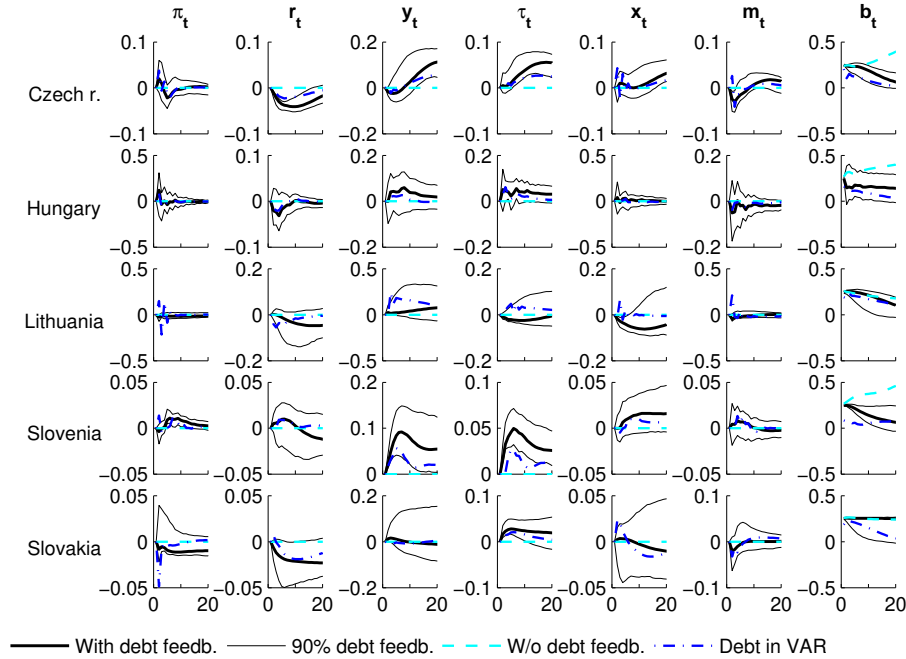 π_t r_t y_t τ_t x_t m_t b_t
0.1 0.1 0.2 0.1 0.1 0.1 0.5
Czech r. 0 0 0 0 0 0 0
−0.1 −0.1 −0.2 −0.1 −0.1 −0.1 −0.5
0.5 0.1 0.2 0.2 0.5 0.2 0.5
Hungary 0 0 0 0 0 0 0
−0.5 −0.1 −0.2 −0.2 −0.5 −0.2 −0.5
0.5 0.2 0.5 0.2 0.2 0.5 0.5
Lithuania 0 0 0 0 0 0 0
−0.5 −0.2 −0.5 −0.2 −0.2 −0.5 −0.5
0.05 0.05 0.2 0.1 0.05 0.05 0.5
Slovenia 0 0 0.1 0.05 0 0 0
−0.05 −0.05 0 0 −0.05 −0.05 −0.5
0.05 0.05 0.2 0.1 0.05 0.1 0.5
Slovakia 0 0 0 0 0 0 0
−0.05 −0.05 −0.2 −0.1 −0.05 −0.1 −0.5
0 10 20 0 10 20 0 10 20 0 10 20 0 10 20 0 10 20 0 10 20
With debt feedb. 90% debt feedb. W/o debt feedb. Debt in VAR